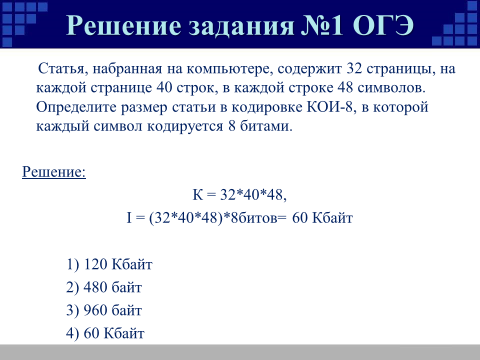 Решение задания №1 ОГЭ
Статья, набранная на компьютере, содержит 32 страницы, на
каждой странице 40 строк, в каждой строке 48 символов.
Определите размер статьи в кодировке КОИ-8, в которой
каждый символ кодируется 8 битами.
Решение:
К = 32*40*48,
I = (32*40*48)*8битов= 60 Кбайт
1) 120 Кбайт
2) 480 байт
3) 960 байт
4) 60 Кбайт